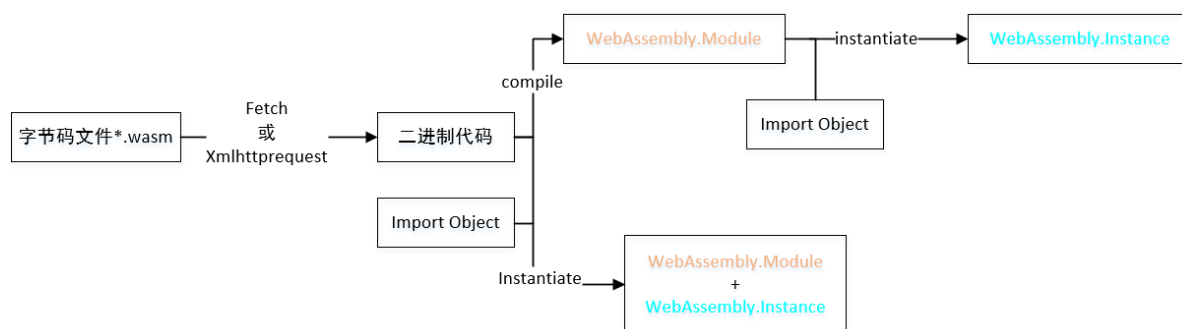 WebAssembly.Module
instantiate
WebAssembly.Instance
compile
Import Object
字节码文件*.wasm
Fetch
或
Xmlhttprequest
二进制代码
Import Object
Instantiate
WebAssembly.Module
+
WebAssembly.Instance